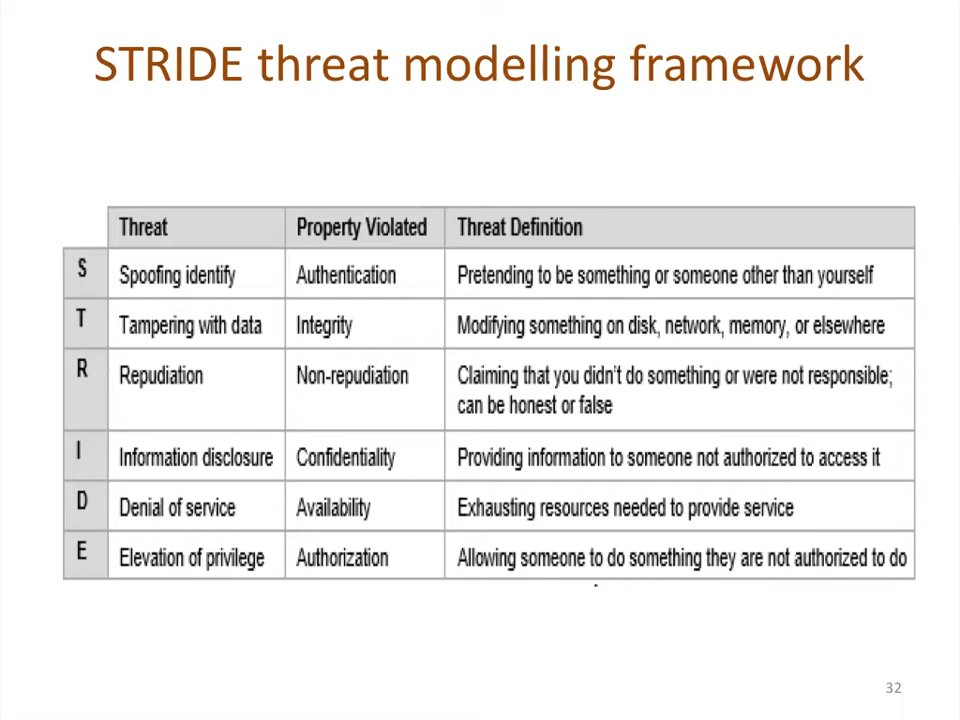 STRIDE threat modelling framework
Threat Property Violated Threat Definition
S Spoofing identify Authentication Pretending to be something or someone other than yourself
T Tampering with data Integrity Modifying something on disk, network, memory, or elsewhere
R Repudiation Non-repudiation Claiming that you didn't do something or were not responsible;
can be honest or false
I Information disclosure Confidentiality Providing information to someone not authorized to access it
D Denial of service Availability Exhausting resources needed to provide service
E Elevation of privilege Authorization Allowing someone to do something they are not authorized to do
32